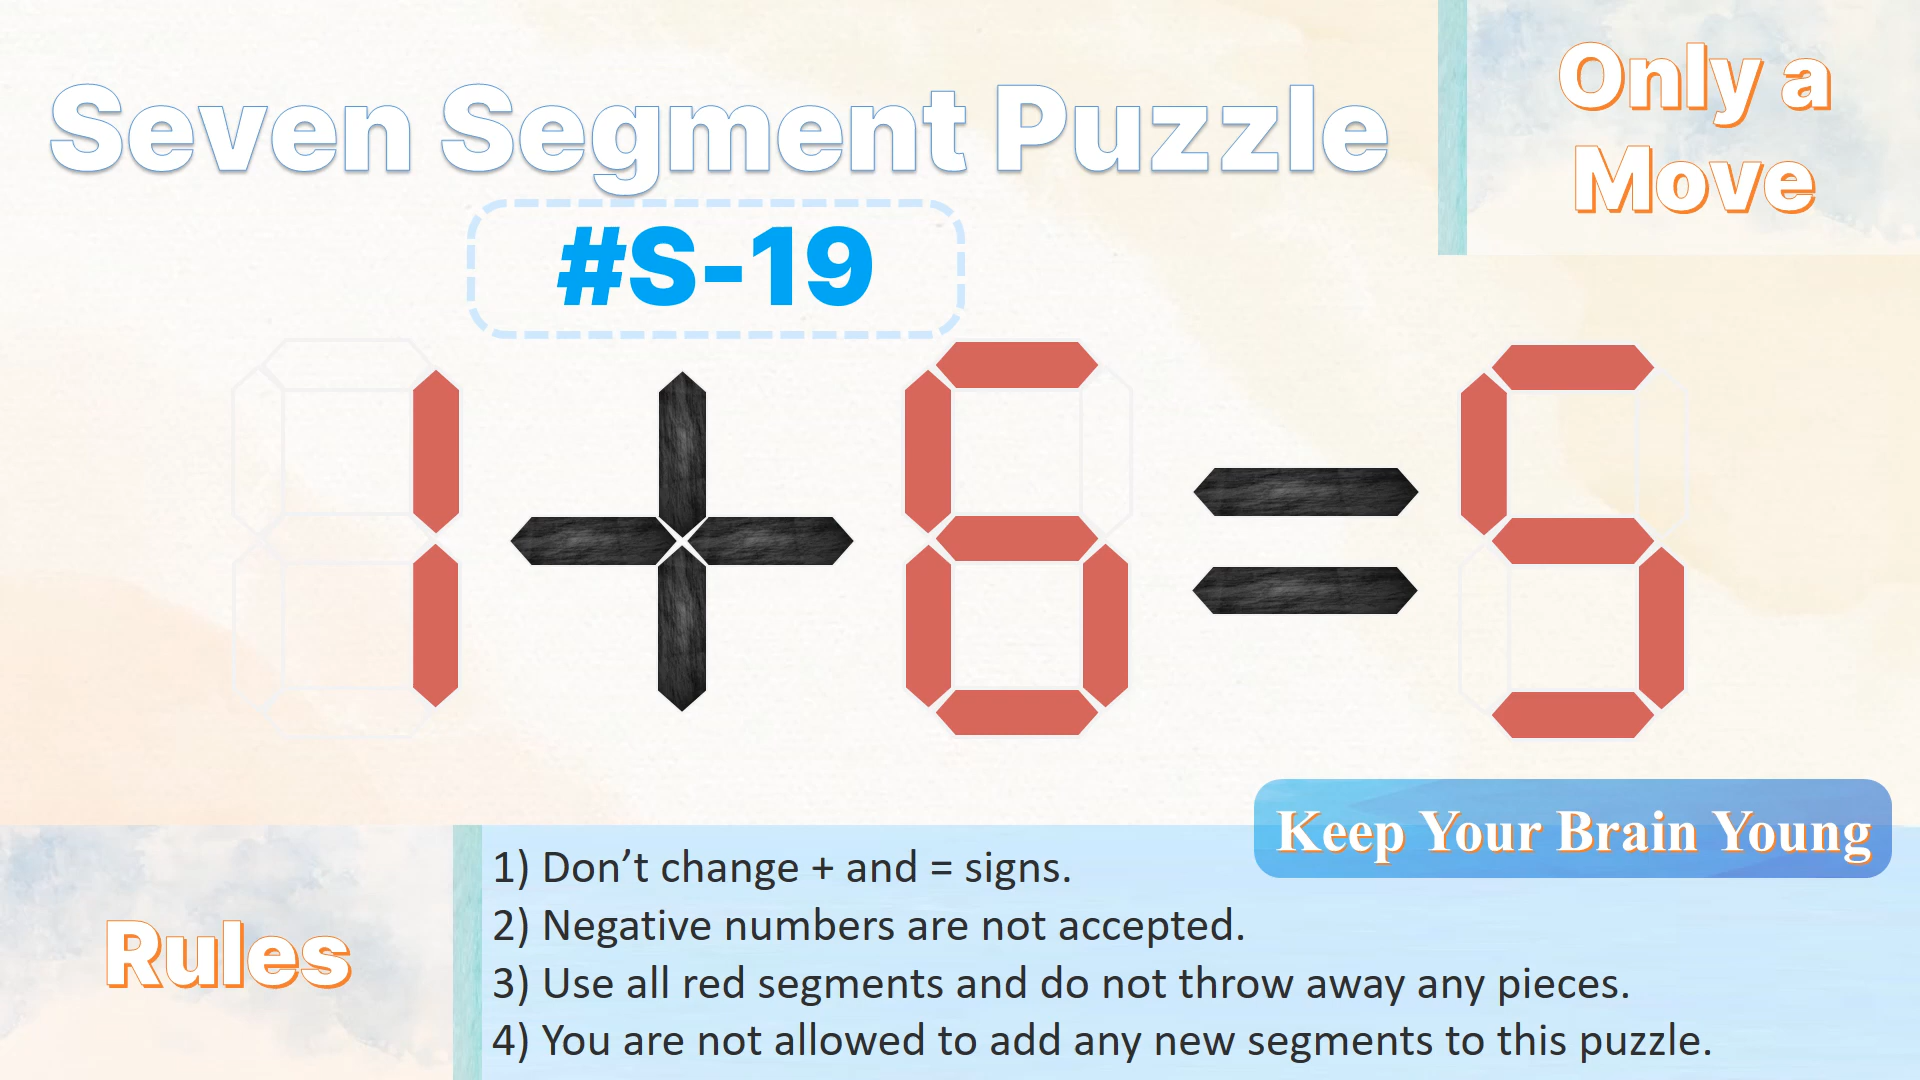 Only a
Move
Seven Segment Puzzle
#S-19
1 + 6 = 5
Keep Your Brain Young
Rules
1) Don’t change + and = signs.
2) Negative numbers are not accepted.
3) Use all red segments and do not throw away any pieces.
4) You are not allowed to add any new segments to this puzzle.